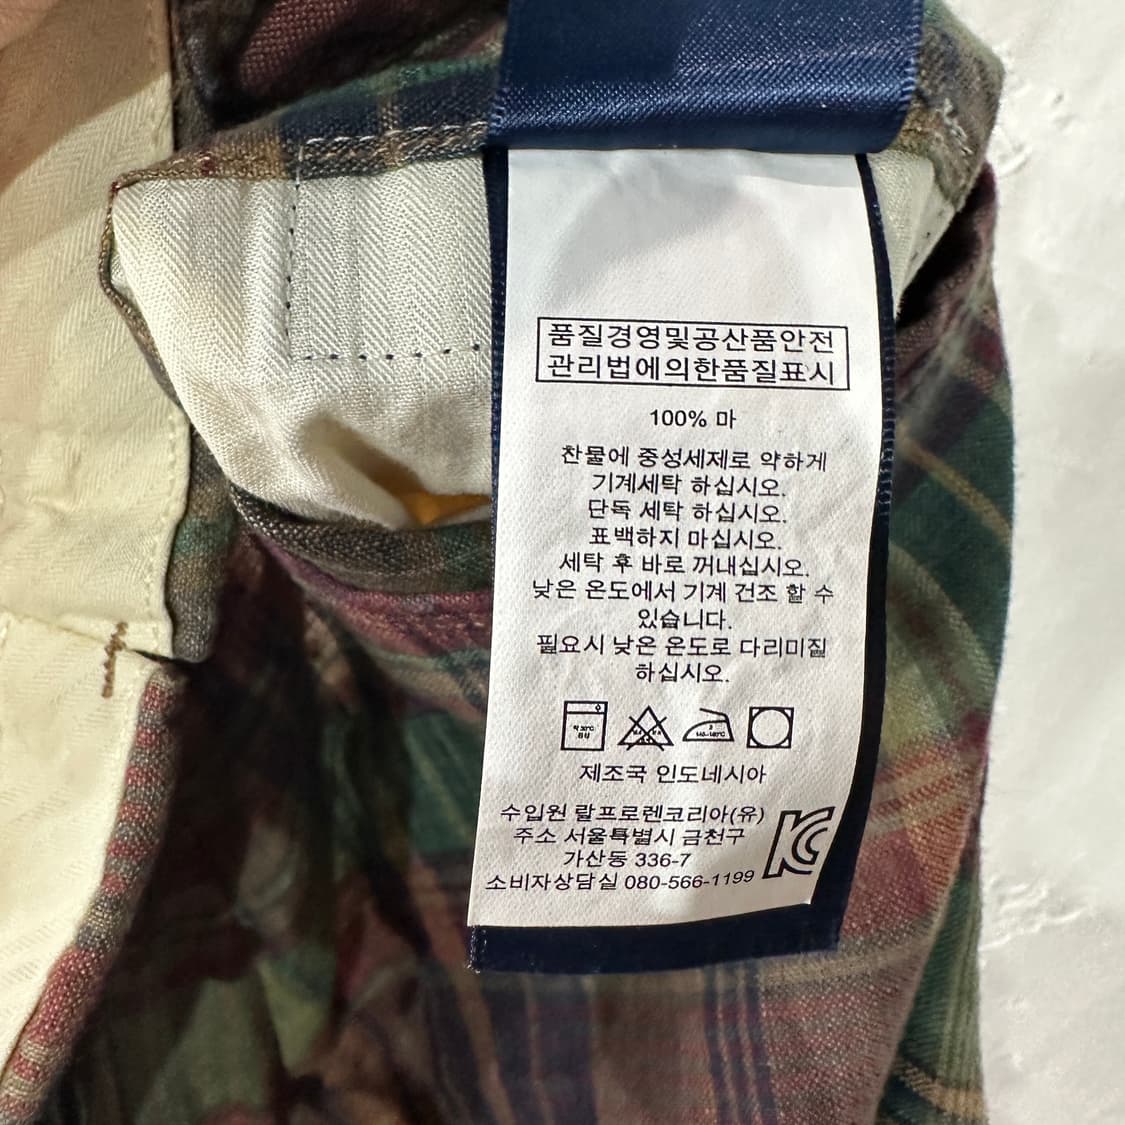 품질경영및공산품안전
관리법에의한품질표시
100% 마
찬물에 중성세제로 약하게
기계세탁 하십시오.
단독 세탁 하십시오.
표백하지 마십시오.
세탁 후 바로 꺼내십시오.
낮은 온도에서 기계 건조 할 수
있습니다.
필요시 낮은 온도로 다리미질
하십시오.
제조국 인도네시아
수입원 랄프로렌코리아(유)
주소 서울특별시 금천구
가산동 336-7
소비자상담실 080-566-1199